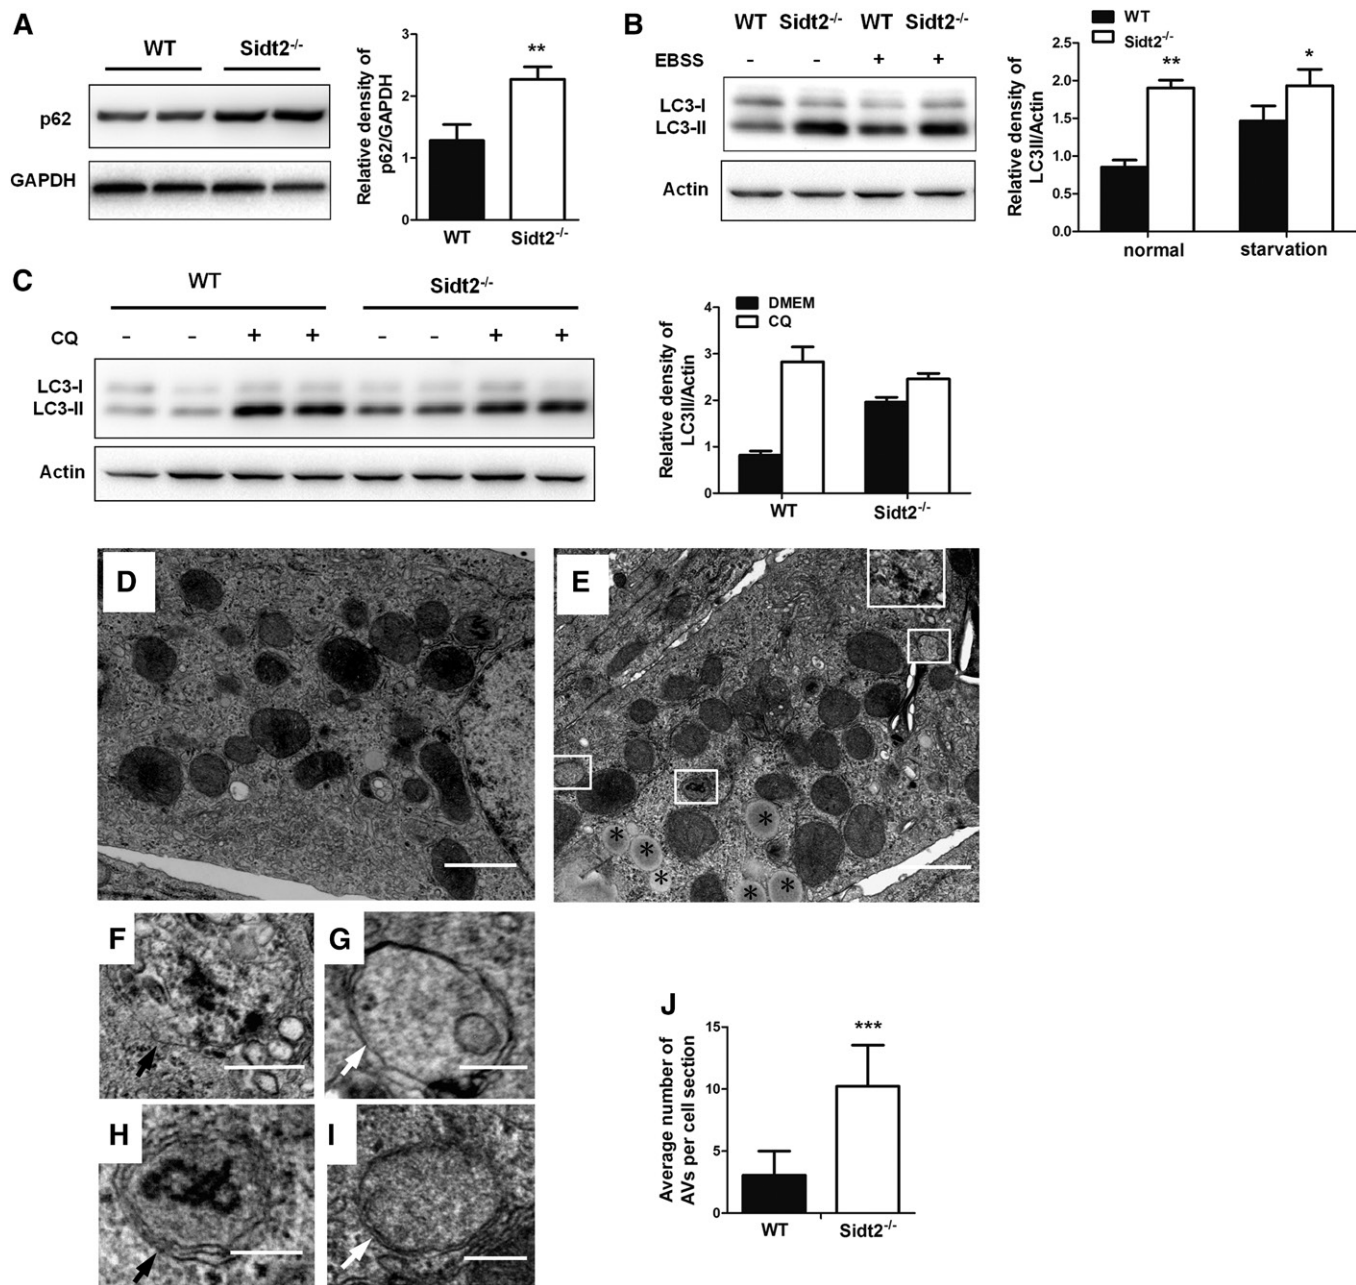 A
WT Sidt2-/-
p62
GAPDH
Relative density of
p62/GAPDH
3
2
1
0
**
WT Sidt2-/-
B
WT Sidt2-/- WT Sidt2-/-
EBSS - - + +
LC3-I
LC3-II
Actin
WT
Sidt2-/-
Relative density of
LC3II/Actin
2.5
2.0
1.5
1.0
0.5
0.0
** *
normal starvation
C
WT Sidt2-/-
CQ - - + + - - + +
LC3-I
LC3-II
Actin
DMEM
CQ
Relative density of
LC3II/Actin
4
3
2
1
0
WT Sidt2-/-
D
E
*
* *
* * *
F
G
H
I
J
Average number of
AVs per cell section
15
10
5
0
***
WT Sidt2-/-